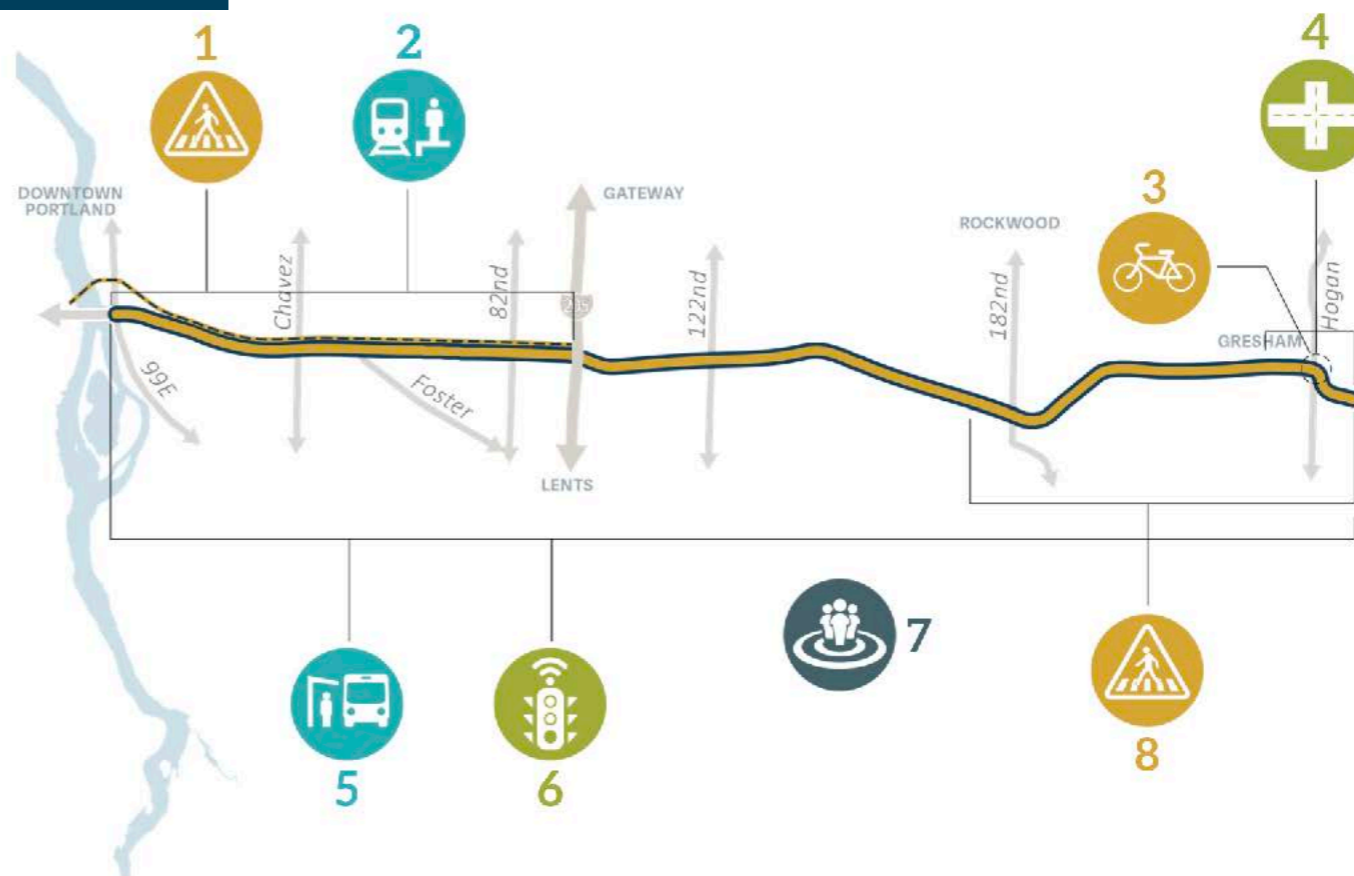 1
2
4
DOWNTOWN
PORTLAND
GATEWAY
3
ROCKWOOD
Chavez
82nd
205
122nd
182nd
Hogan
GRESHAM
99E
Foster
LENTS
7
5
6
8